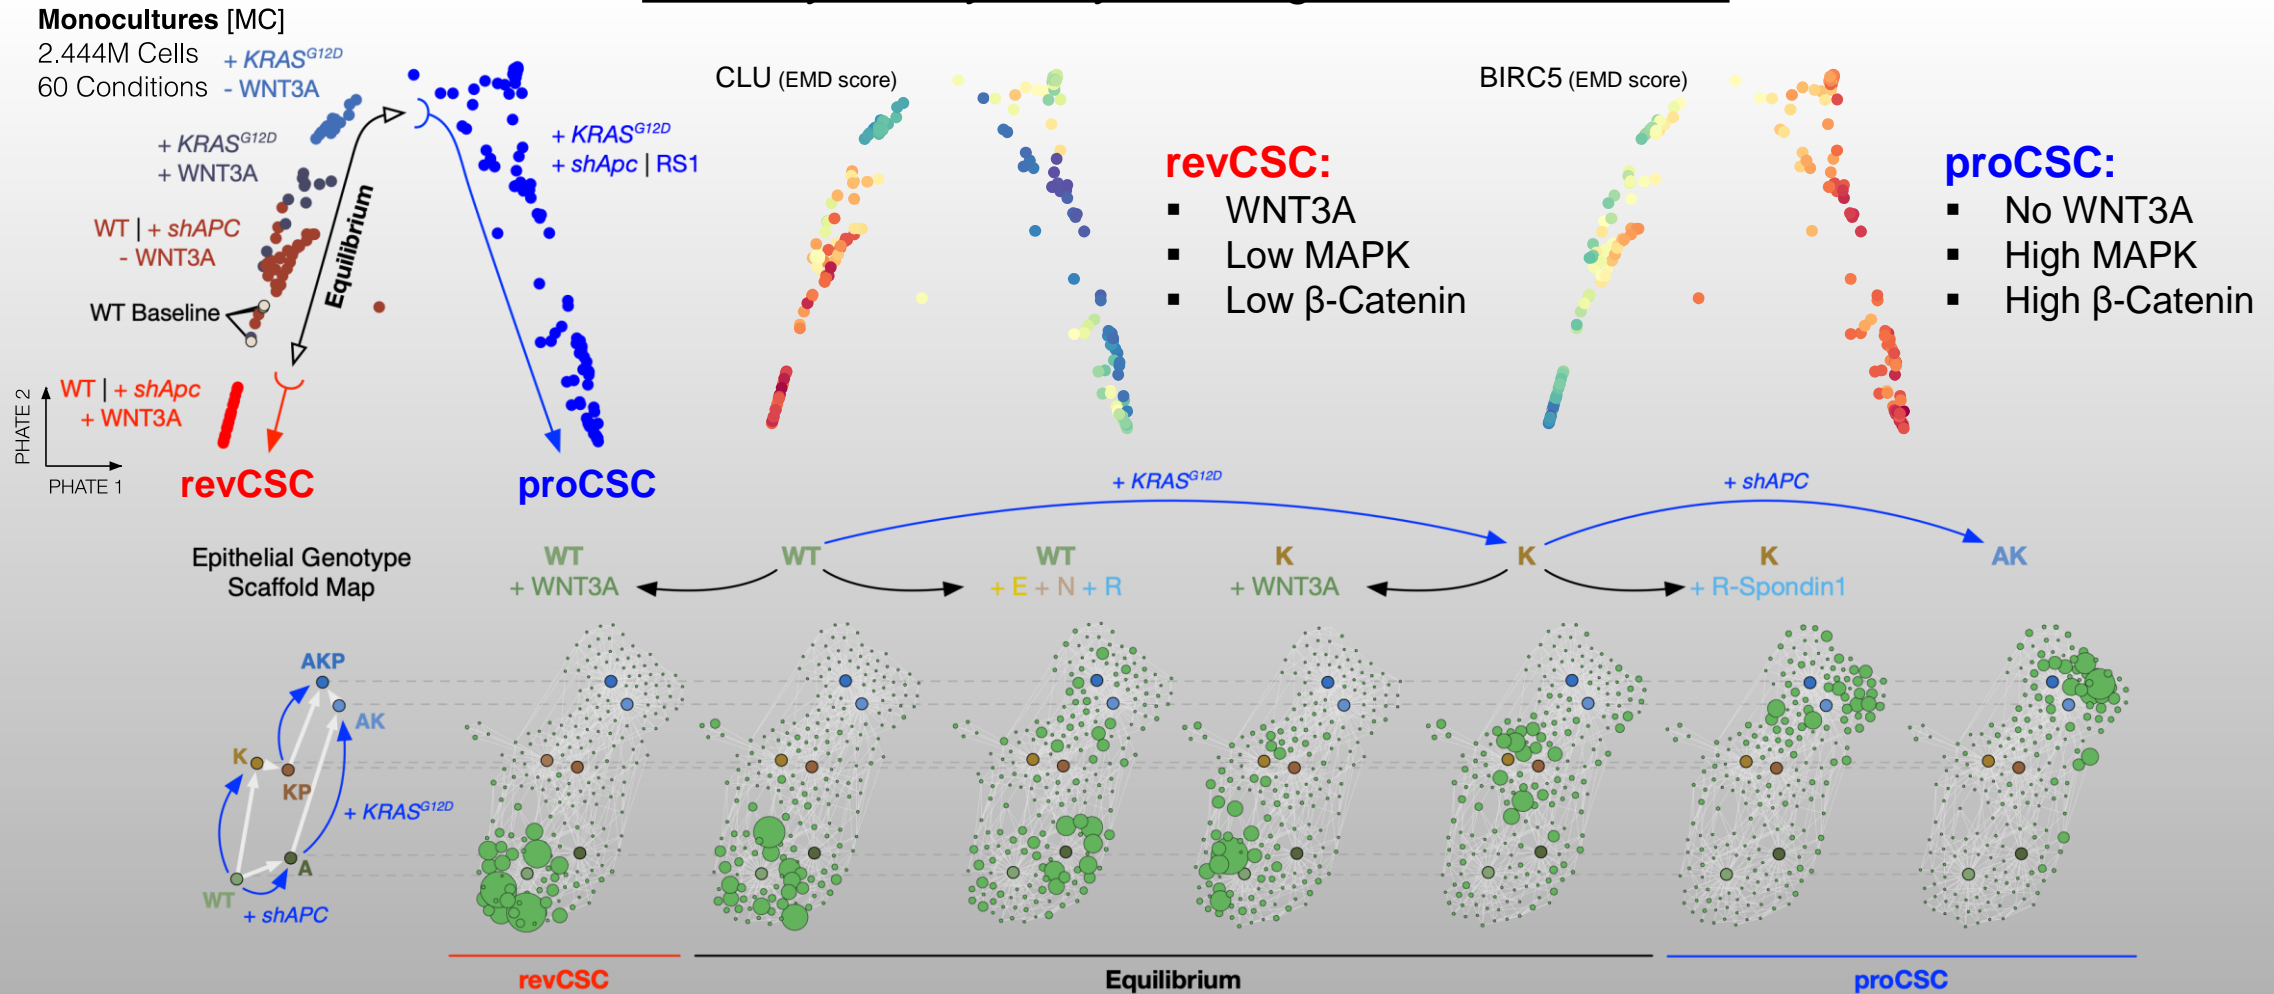 Monocultures [MC]
2.444M Cells
60 Conditions
+ KRASG12D
- WNT3A
+ KRASG12D
+ WNT3A
WT | + shAPC
- WNT3A
WT Baseline
WT | + shApc
+ WNT3A
Equilibrium
+ KRASG12D
+ shApc | RS1
PHATE 2
PHATE 1
revCSC
proCSC
CLU (EMD score)
revCSC:
▪ WNT3A
▪ Low MAPK
▪ Low β-Catenin
BIRC5 (EMD score)
proCSC:
▪ No WNT3A
▪ High MAPK
▪ High β-Catenin
+ KRASG12D
+ shAPC
Epithelial Genotype
Scaffold Map
WT
+ WNT3A
WT
WT
+ E + N + R
K
+ WNT3A
K
K
+ R-Spondin1
AK
AKP
AK
K
KP
+ KRASG12D
A
WT
+ shAPC
revCSC
Equilibrium
proCSC